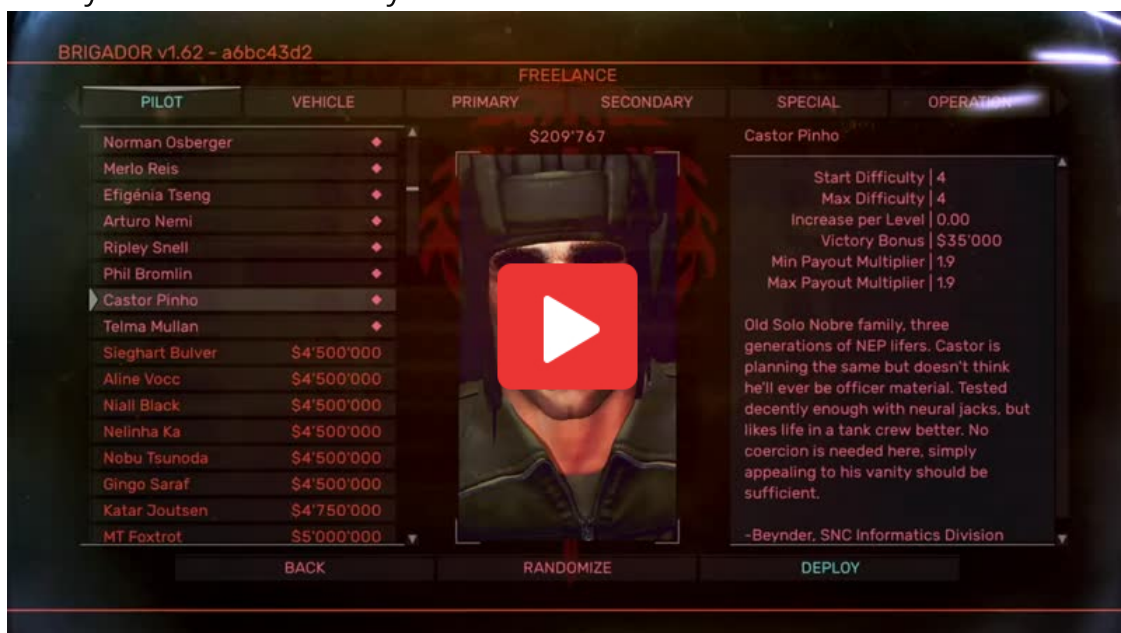 BRIGADOR v1.62 - a6bc43d2
FREELANCE
PILOT VEHICLE PRIMARY SECONDARY SPECIAL OPERATION
Norman Osberger
Merlo Reis
Efigénia Tseng
Arturo Nemi
Ripley Snell
Phil Bromlin
Castor Pinho
Telma Mullan
Sieghart Bulver $4'500'000
Aline Vocc $4'500'000
Niall Black $4'500'000
Nelinha Ka $4'500'000
Nobu Tsunoda $4'500'000
Gingo Saraf $4'500'000
Katar Joutsen $4'750'000
MT Foxtrot $5'000'000
$209'767
Castor Pinho
Start Difficulty | 4
Max Difficulty | 4
Increase per Level | 0.00
Victory Bonus | $35'000
Min Payout Multiplier | 1.9
Max Payout Multiplier | 1.9
Old Solo Nobre family, three
generations of NEP lifers. Castor is
planning the same but doesn't think
he'll ever be officer material. Tested
decently enough with neural jacks, but
likes life in a tank crew better. No
coercion is needed here, simply
appealing to his vanity should be
sufficient.
-Beynder, SNC Informatics Division
BACK RANDOMIZE DEPLOY